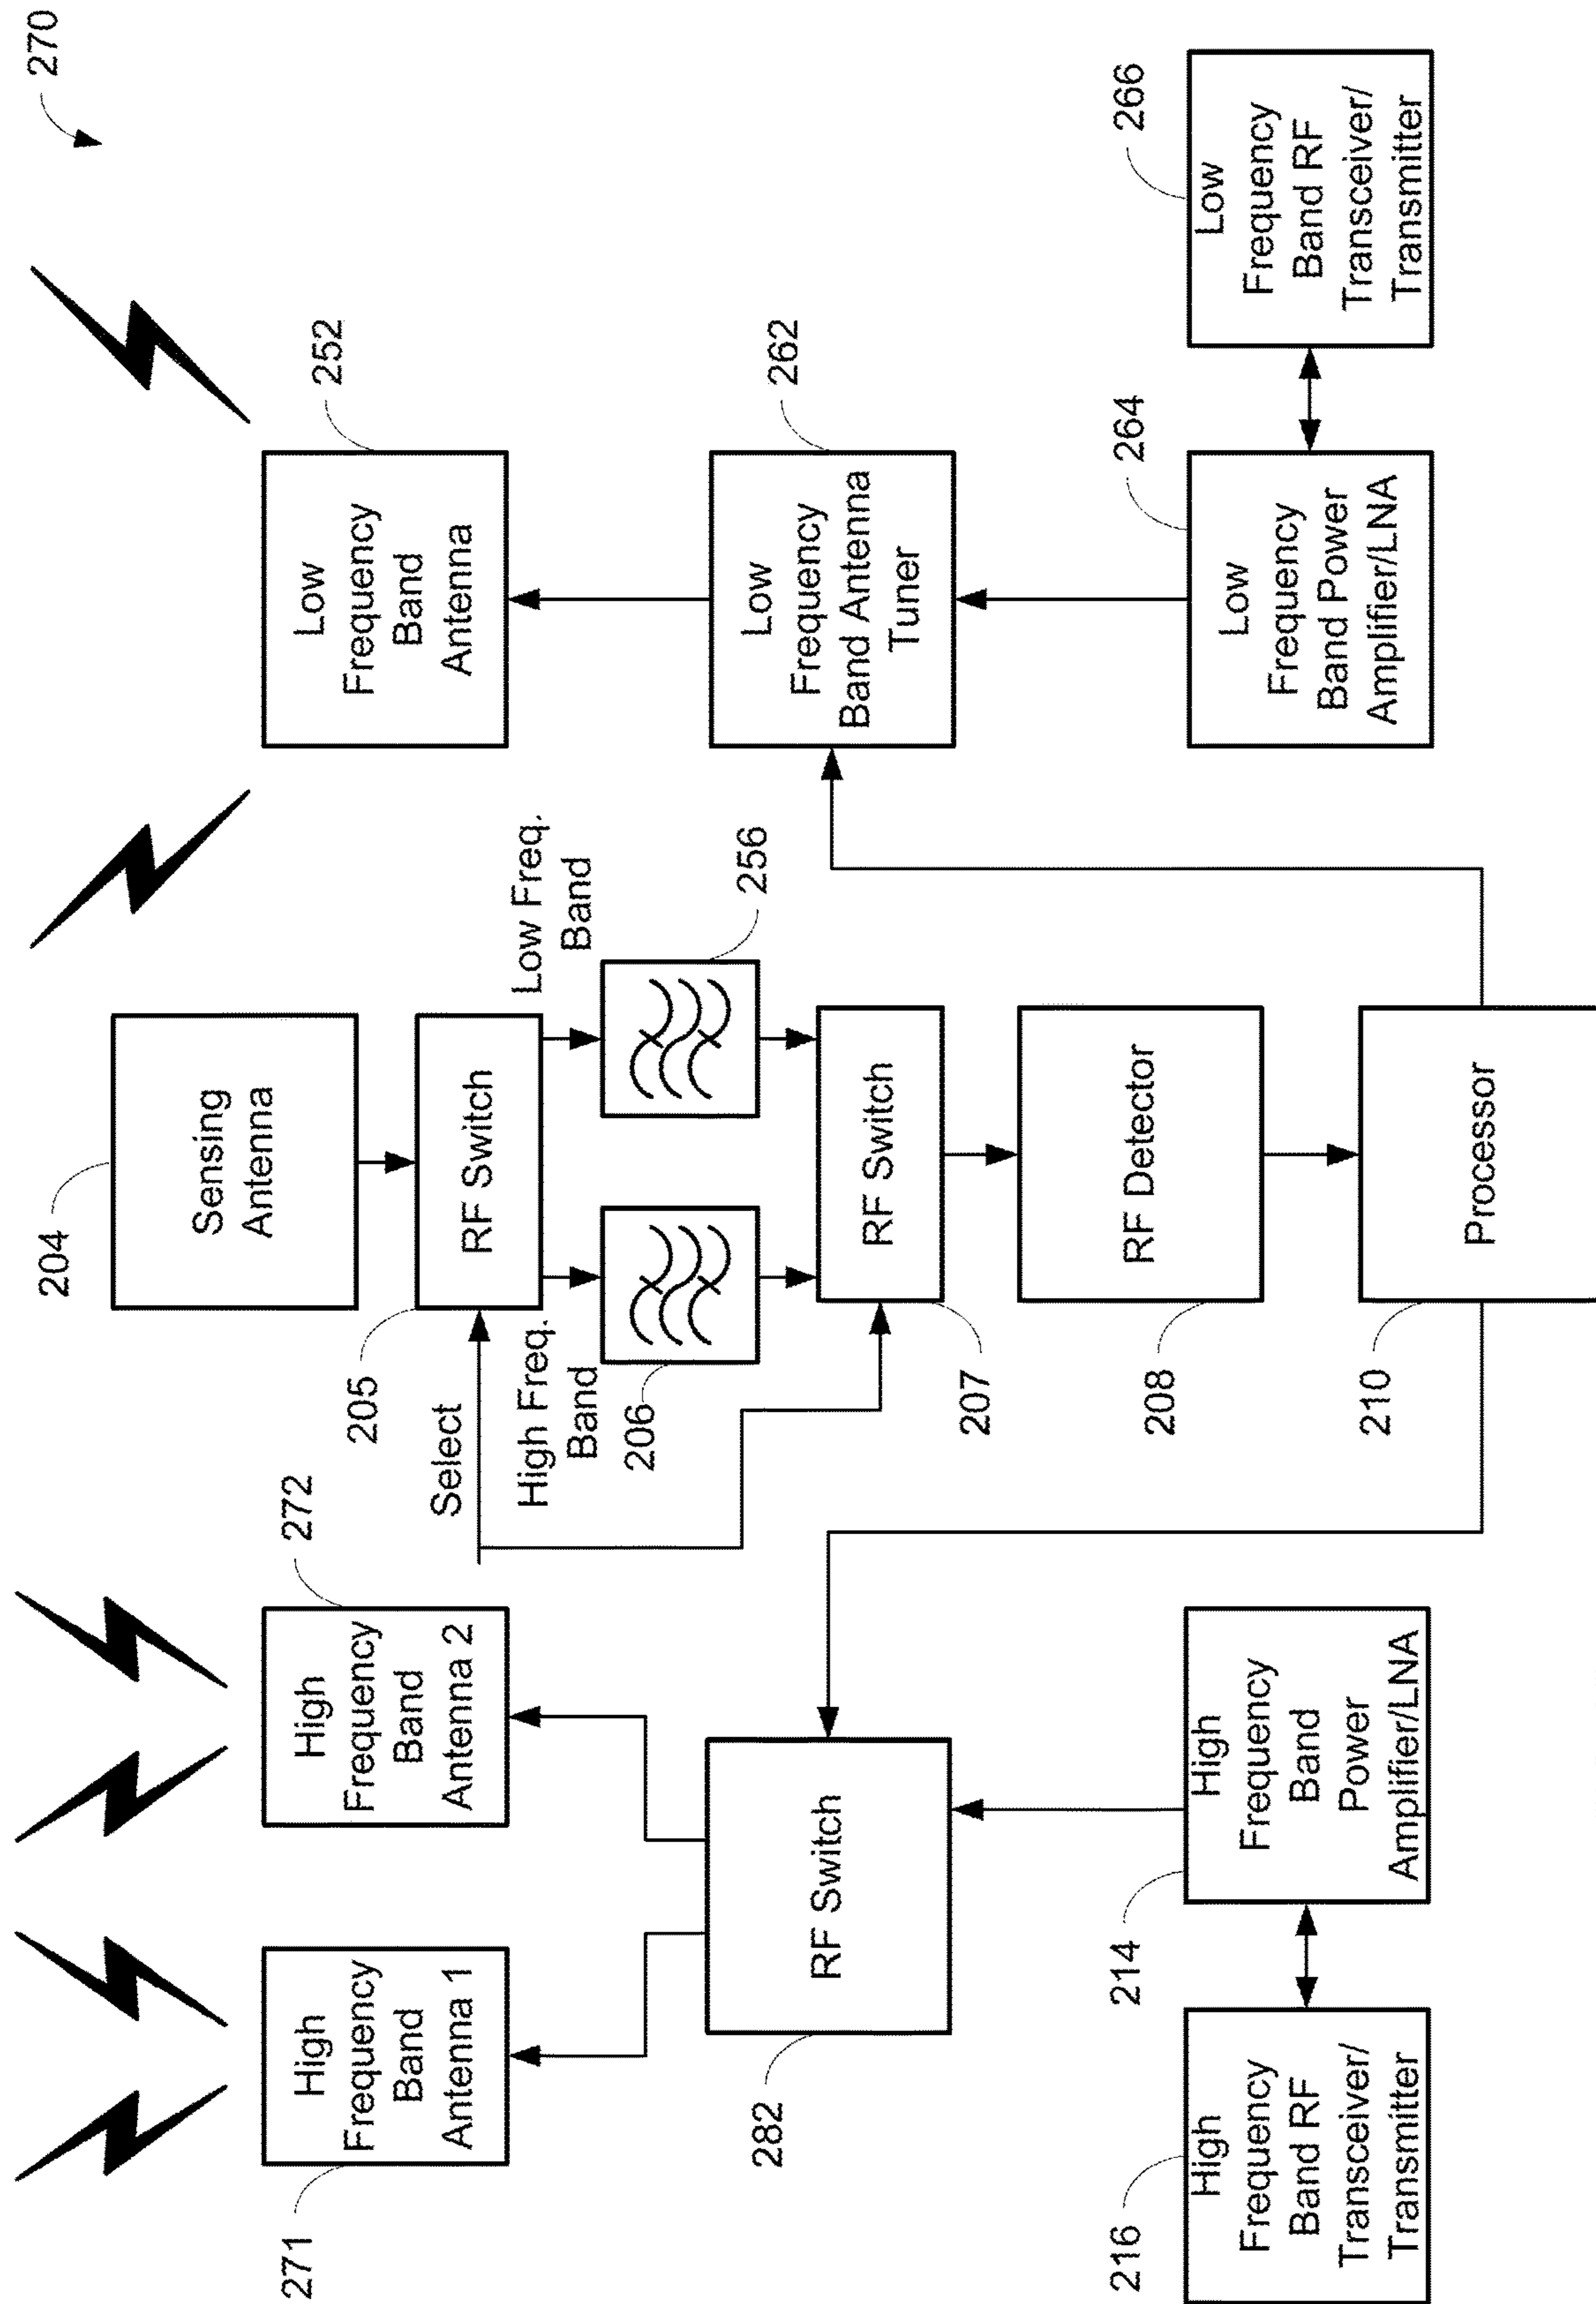 270
271
High
Frequency
Band
Antenna 1
272
High
Frequency
Band
Antenna 2
204
Sensing
Antenna
252
Low
Frequency
Band
Antenna
Select
205
RF Switch
High Freq.
Band
Low Freq.
Band
206
256
282
RF Switch
207
RF Switch
262
Low
Frequency
Band Antenna
Tuner
208
RF Detector
216
High
Frequency
Band RF
Transceiver/
Transmitter
214
High
Frequency
Band
Power
Amplifier/LNA
210
Processor
264
Low
Frequency
Band Power
Amplifier/LNA
266
Low
Frequency
Band RF
Transceiver/
Transmitter